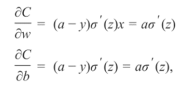 ∂C/∂w = (a − y)σ′(z)x = aσ′(z)
∂C/∂b = (a − y)σ′(z) = aσ′(z),